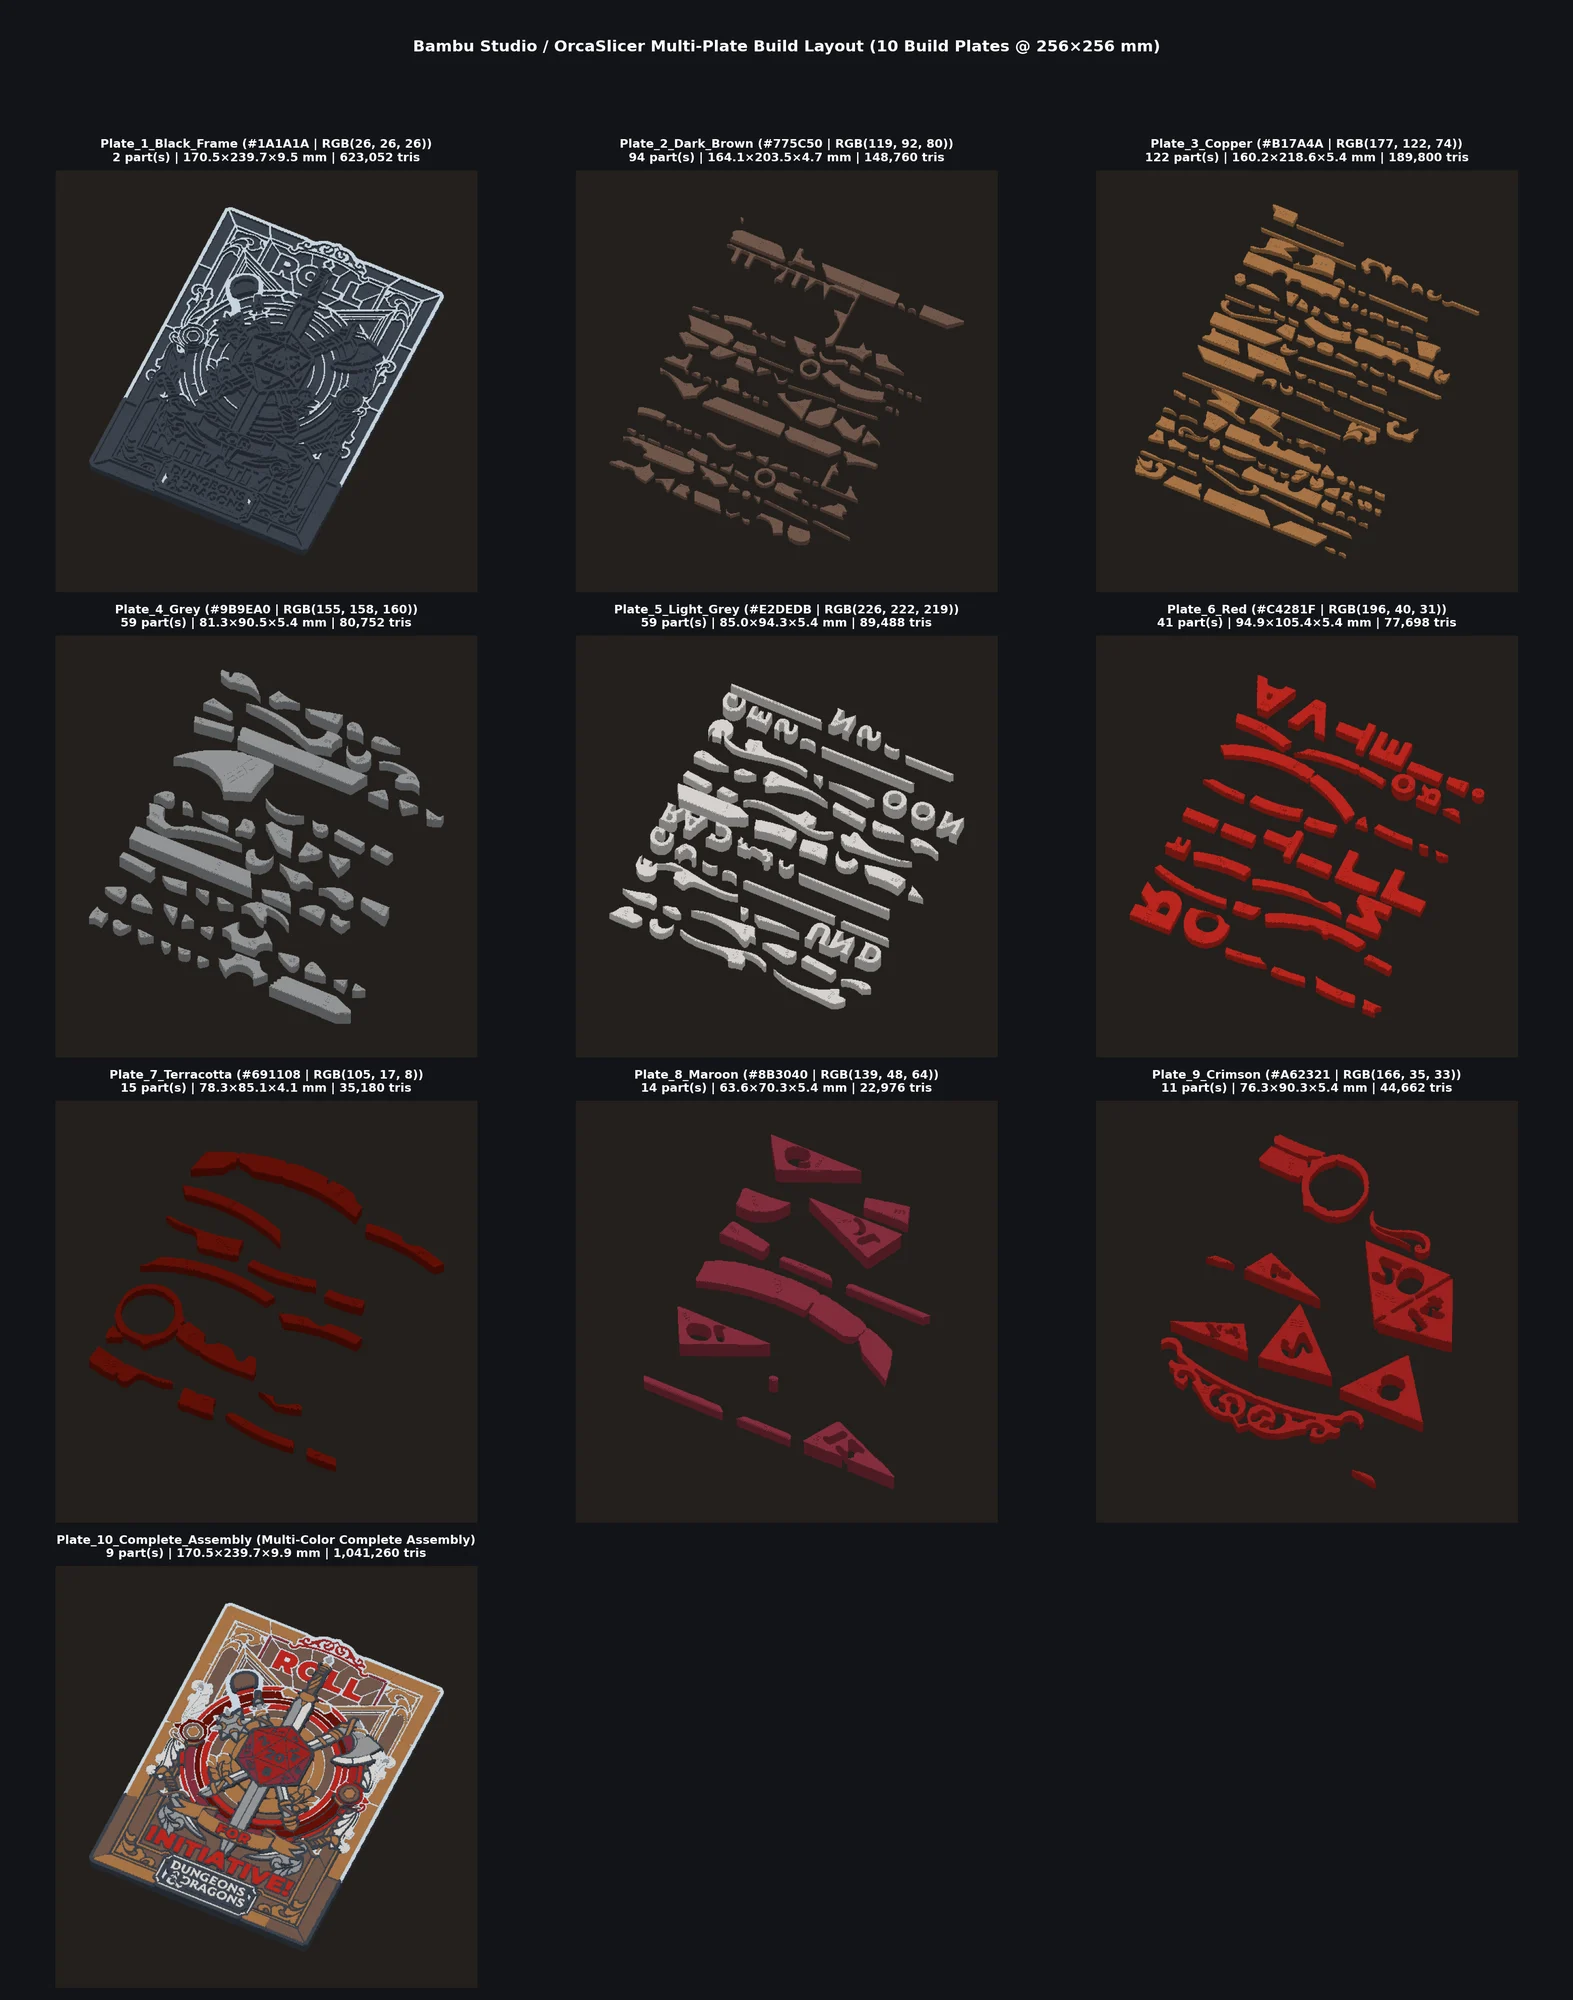 Bambu Studio / OrcaSlicer Multi-Plate Build Layout (10 Build Plates @ 256×256 mm)
Plate_1_Black_Frame (#1A1A1A | RGB(26, 26, 26))
2 part(s) | 170.5×239.7×9.5 mm | 623,052 tris
Plate_2_Dark_Brown (#775C50 | RGB(119, 92, 80))
94 part(s) | 164.1×203.5×4.7 mm | 148,760 tris
Plate_3_Copper (#B17A4A | RGB(177, 122, 74))
122 part(s) | 160.2×218.6×5.4 mm | 189,800 tris
ROLL
FOR
INITIATIVE!
DUNGEONS
DRAGONS
Plate_4_Grey (#9B9EA0 | RGB(155, 158, 160))
59 part(s) | 81.3×90.5×5.4 mm | 80,752 tris
Plate_5_Light_Grey (#E2DEDB | RGB(226, 222, 219))
59 part(s) | 85.0×94.3×5.4 mm | 89,488 tris
Plate_6_Red (#C4281F | RGB(196, 40, 31))
41 part(s) | 94.9×105.4×5.4 mm | 77,698 tris
Plate_7_Terracotta (#691108 | RGB(105, 17, 8))
15 part(s) | 78.3×85.1×4.1 mm | 35,180 tris
Plate_8_Maroon (#8B3040 | RGB(139, 48, 64))
14 part(s) | 63.6×70.3×5.4 mm | 22,976 tris
Plate_9_Crimson (#A62321 | RGB(166, 35, 33))
11 part(s) | 76.3×90.3×5.4 mm | 44,662 tris
Plate_10_Complete_Assembly (Multi-Color Complete Assembly)
9 part(s) | 170.5×239.7×9.9 mm | 1,041,260 tris
ROLL
20
FOR
INITIATIVE!
DUNGEONS
& DRAGONS